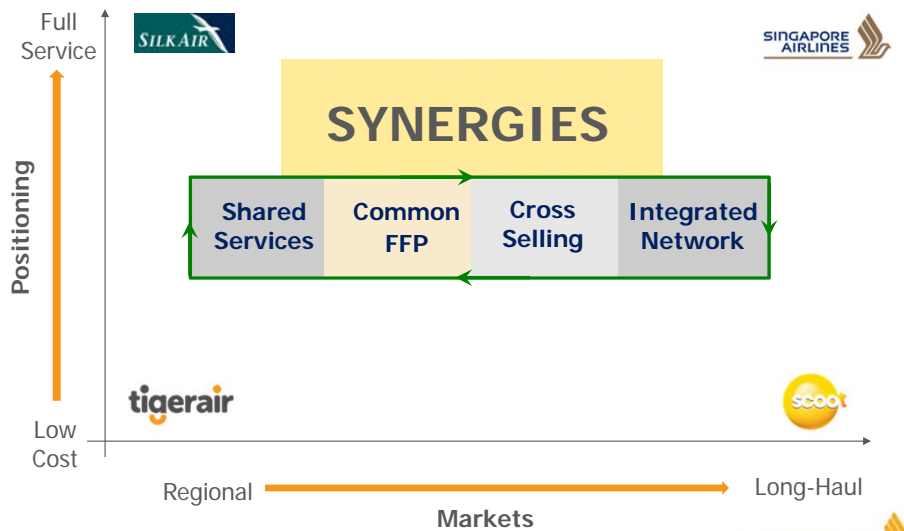 Full
Service
SILKAIR
SINGAPORE
AIRLINES
SYNERGIES
Shared
Services
Common
FFP
Cross
Selling
Integrated
Network
Positioning
tigerair
scoot
Low
Cost
Regional
Long-Haul
Markets